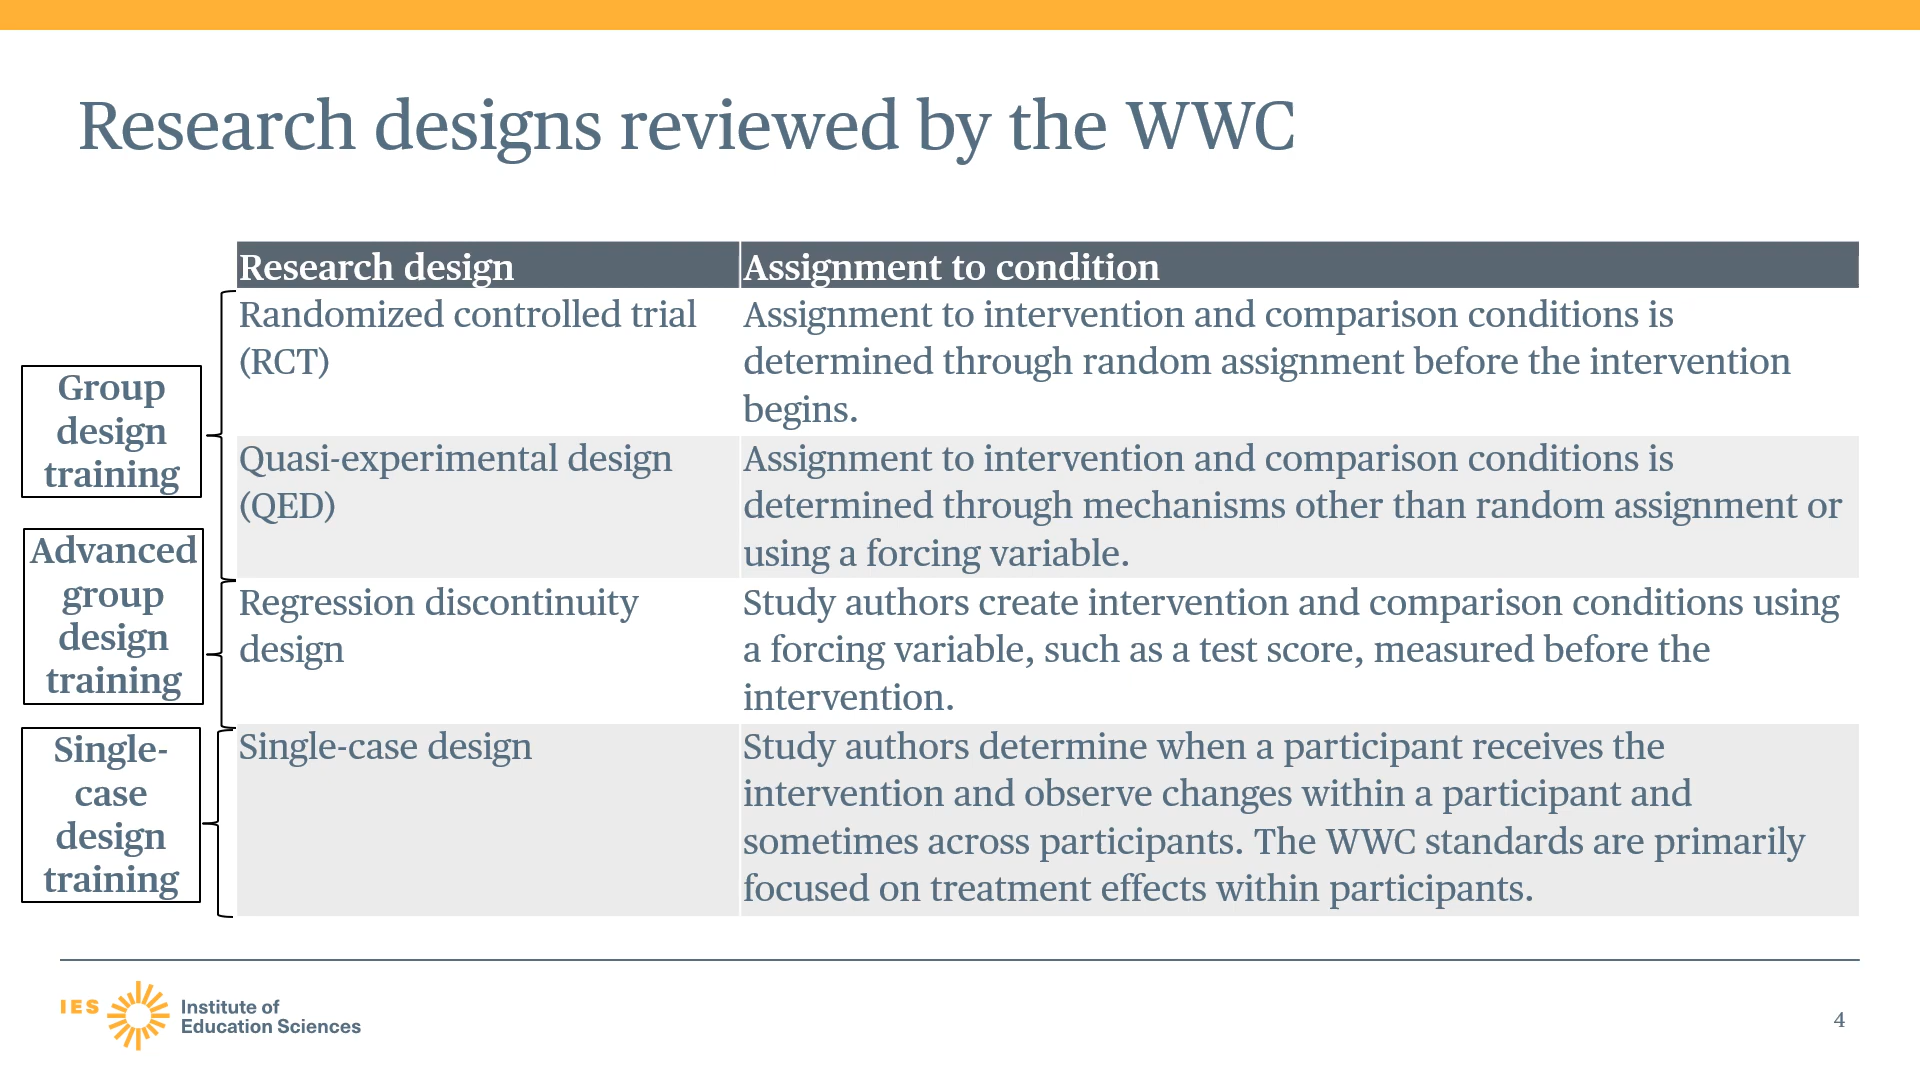 Research designs reviewed by the WWC
Research design
Assignment to condition
Group
design
training
Randomized controlled trial
(RCT)
Assignment to intervention and comparison conditions is
determined through random assignment before the intervention
begins.
Quasi-experimental design
(QED)
Assignment to intervention and comparison conditions is
determined through mechanisms other than random assignment or
using a forcing variable.
Advanced
group
design
training
Regression discontinuity
design
Study authors create intervention and comparison conditions using
a forcing variable, such as a test score, measured before the
intervention.
Single-
case
design
training
Single-case design
Study authors determine when a participant receives the
intervention and observe changes within a participant and
sometimes across participants. The WWC standards are primarily
focused on treatment effects within participants.
IES
Institute of
Education Sciences
4